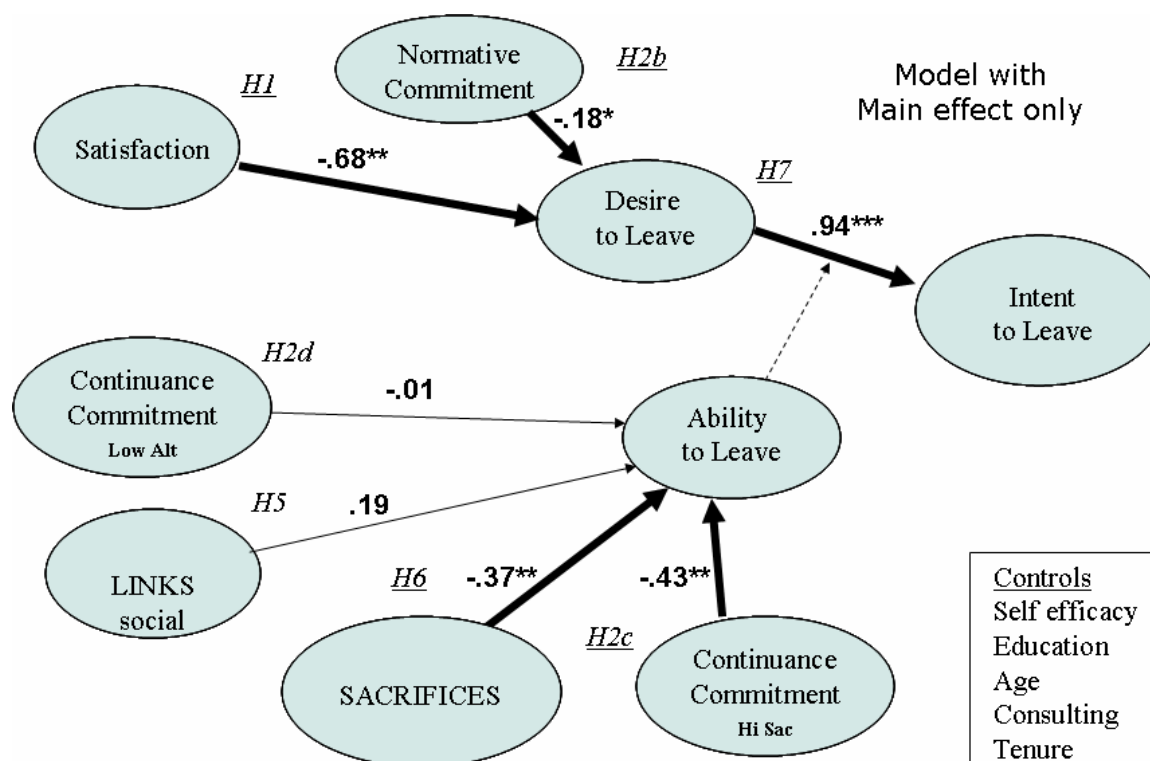 Normative
Commitment
H2b
Model with
Main effect only
H1
Satisfaction
-.18*
-.68**
H7
Desire
to Leave
.94***
Intent
to Leave
H2d
Continuance
Commitment
Low Alt
-.01
Ability
to Leave
H5
.19
LINKS
social
H6
-.37**
-.43**
H2c
SACRIFICES
Continuance
Commitment
Hi Sac
Controls
Self efficacy
Education
Age
Consulting
Tenure